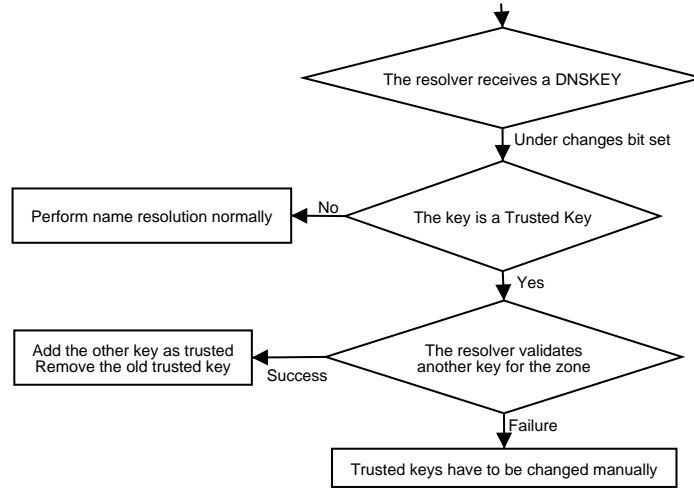 The resolver receives a DNSKEY
Under changes bit set
The key is a Trusted Key
No
Perform name resolution normally
Yes
The resolver validates
another key for the zone
Success
Add the other key as trusted
Remove the old trusted key
Failure
Trusted keys have to be changed manually